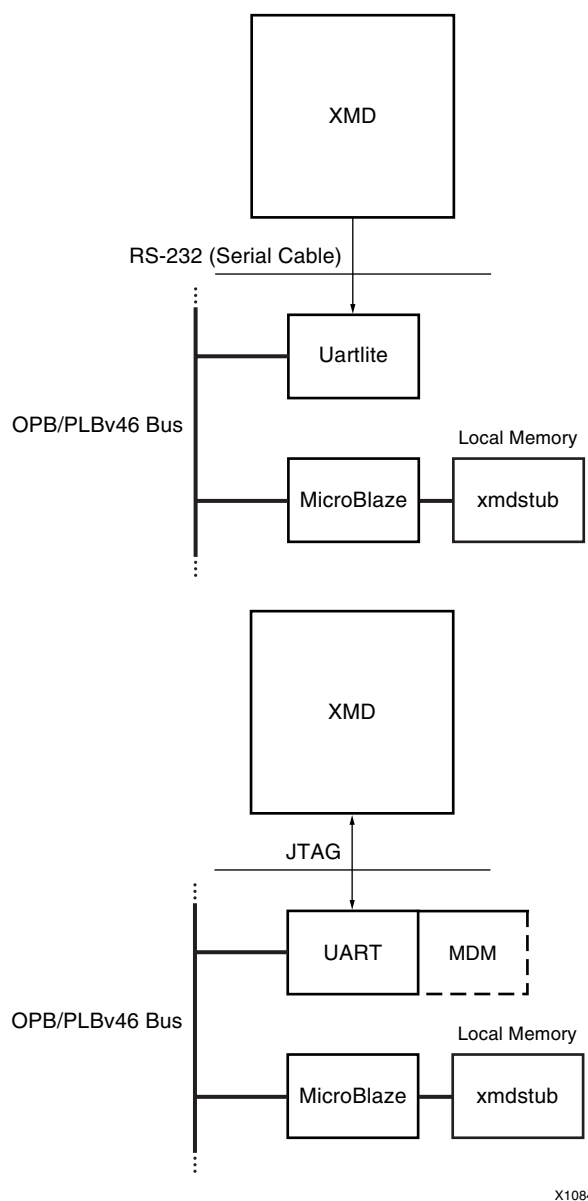 XMD
RS-232 (Serial Cable)
Uartlite
OPB/PLBv46 Bus
Local Memory
MicroBlaze
xmdstub
XMD
JTAG
UART
MDM
OPB/PLBv46 Bus
Local Memory
MicroBlaze
xmdstub